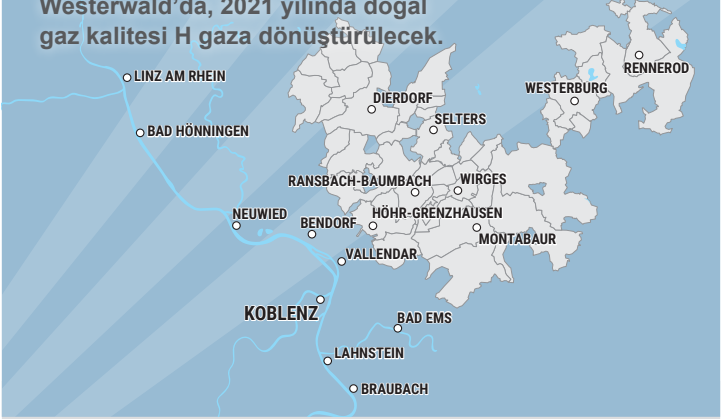 Westerwald’da, 2021 yılında doğal
gaz kalitesi H gaza dönüştürülecek.
LINZ AM RHEIN
RENNEROD
WESTERBURG
DIERDORF
SELTERS
BAD HÖNNINGEN
RANSBACH-BAUMBACH
WIRGES
NEUWIED
BENDORF
HÖHR-GRENZHAUSEN
MONTABAUR
VALLENDAR
KOBLENZ
BAD EMS
LAHNSTEIN
BRAUBACH